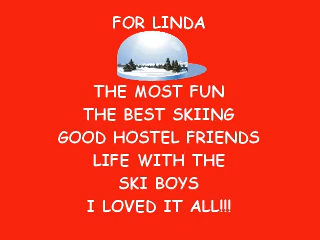 FOR LINDA
THE MOST FUN
THE BEST SKIING
GOOD HOSTEL FRIENDS
LIFE WITH THE
SKI BOYS
I LOVED IT ALL!!!